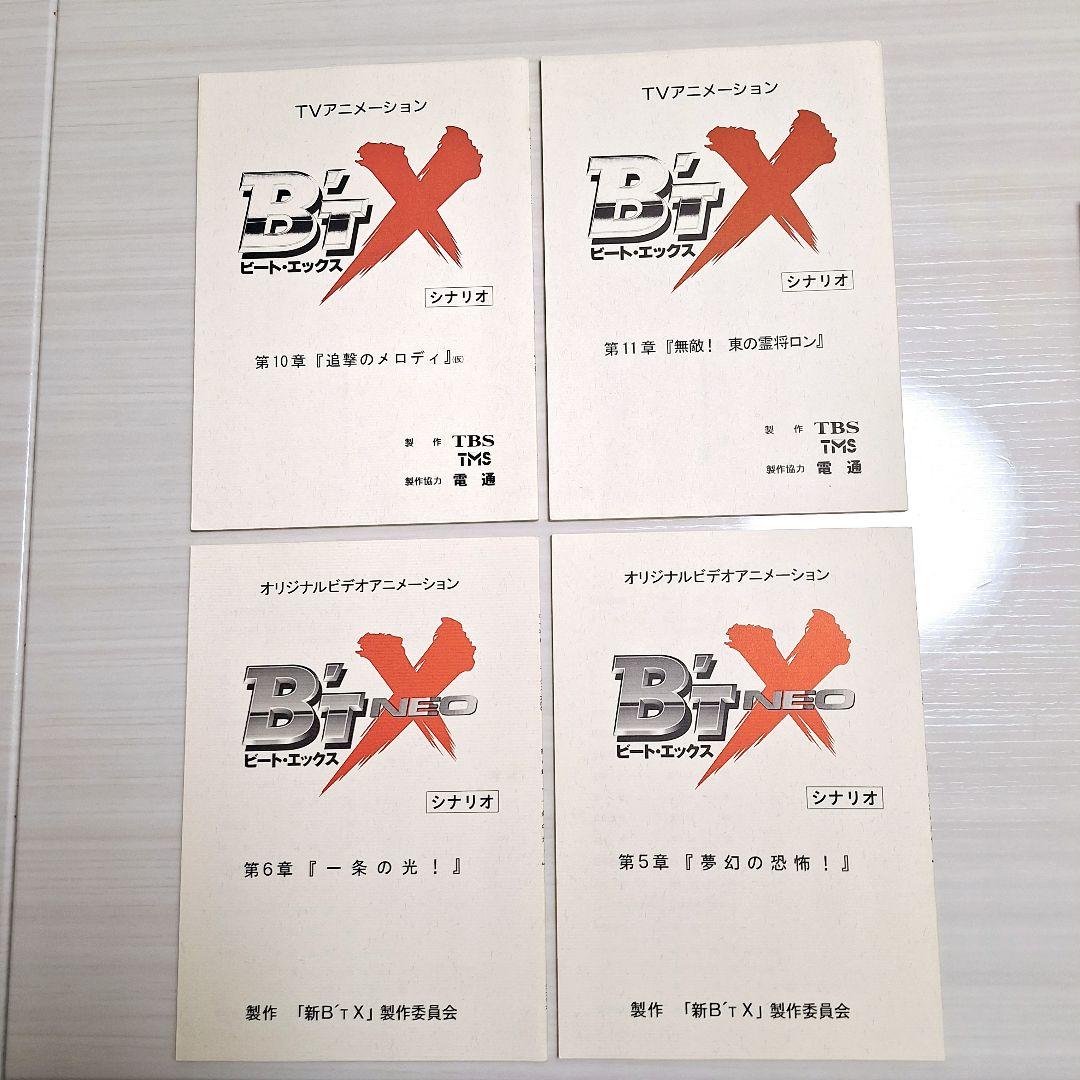 TVアニメーション
B'TX
ビート・エックス
シナリオ
第10章『追撃のメロディ』(仮)
製作 TBS
TMS
製作協力 電通
TVアニメーション
B'TX
ビート・エックス
シナリオ
第11章『無敵! 東の霊将ロン』
製作 TBS
TMS
製作協力 電通
オリジナルビデオアニメーション
B'TX NEO
ビート・エックス
シナリオ
第6章『一条の光!』
製作 「新B'TX」製作委員会
オリジナルビデオアニメーション
B'TX NEO
ビート・エックス
シナリオ
第5章『夢幻の恐怖!』
製作 「新B'TX」製作委員会